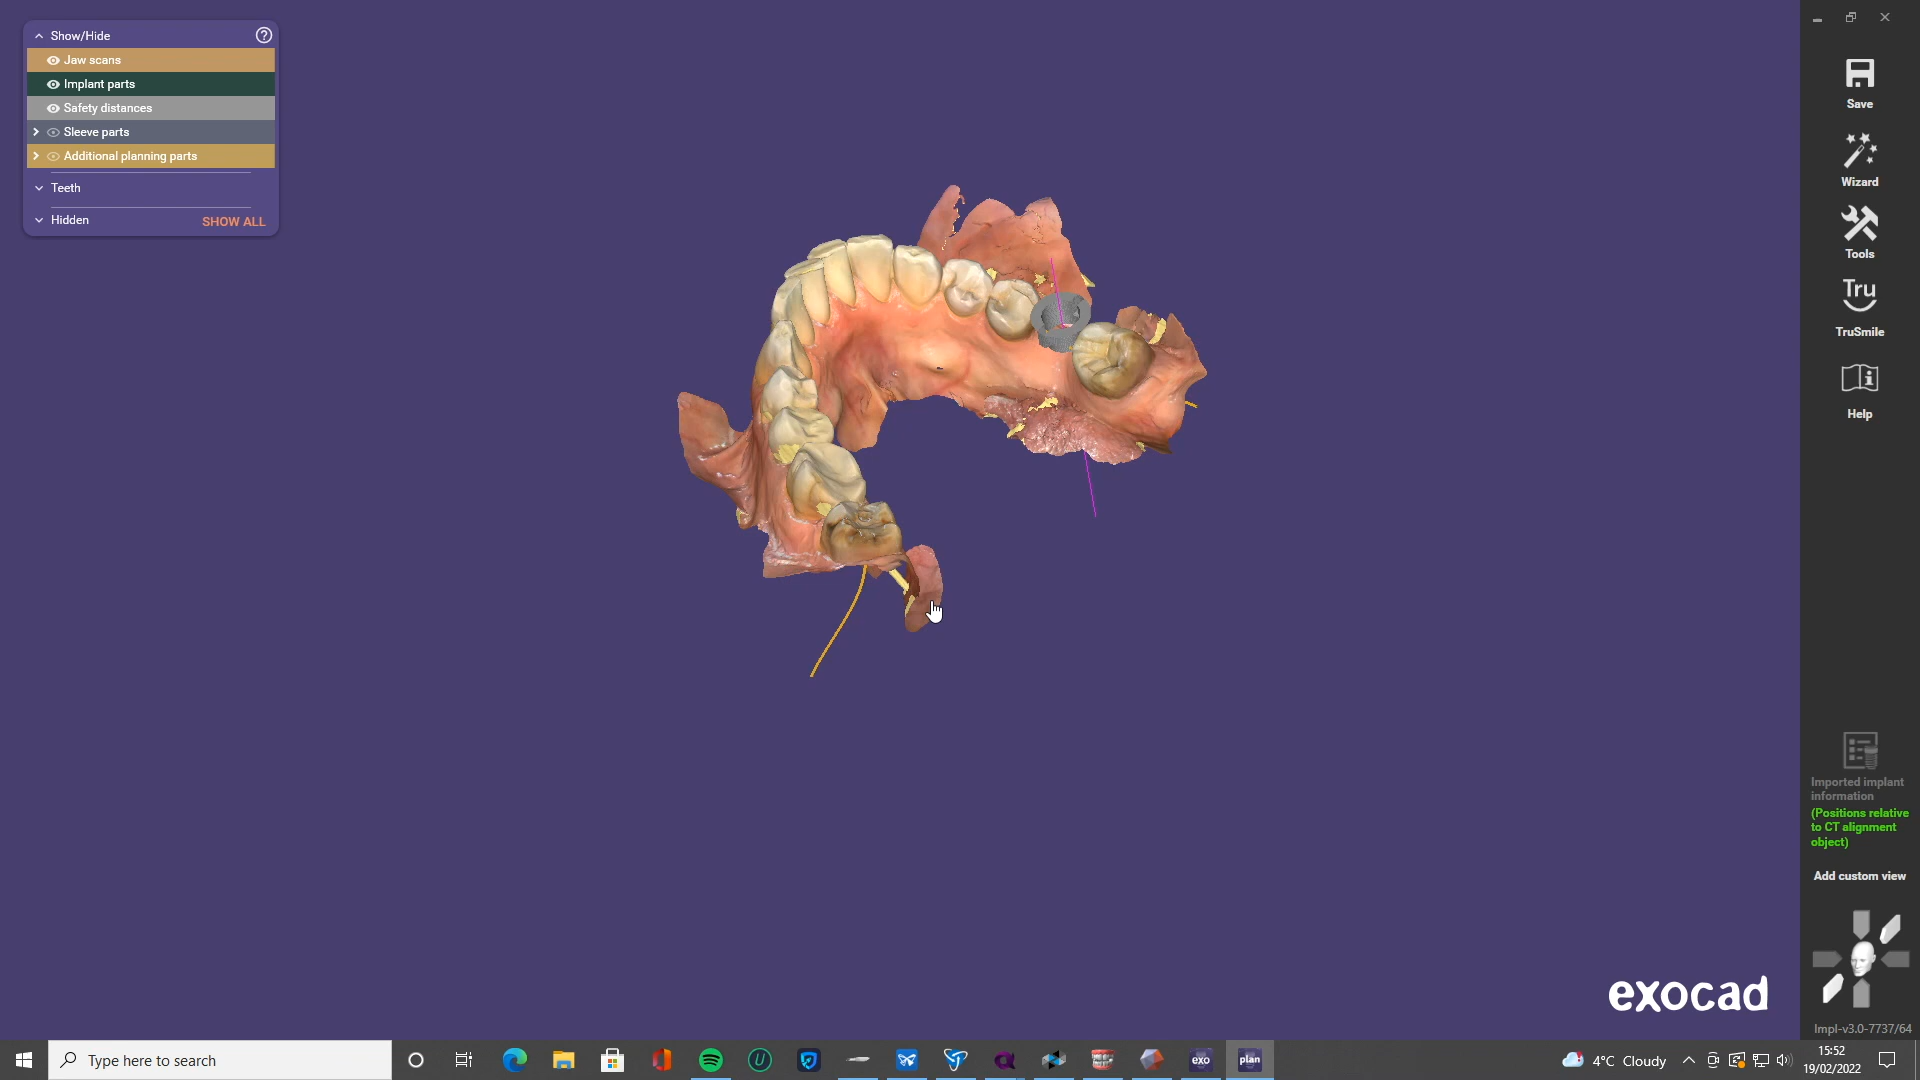 Show/Hide
Jaw scans
Implant parts
Safety distances
Sleeve parts
Additional planning parts
Teeth
Hidden
SHOW ALL
Save
Wizard
Tools
Tru
TruSmile
Help
Imported implant
information
(Positions relative
to CT alignment
object)
Add custom view
exocad
Impl-v3.0-7737/64
Type here to search
exo
plan
4°C Cloudy
15:52
19/02/2022